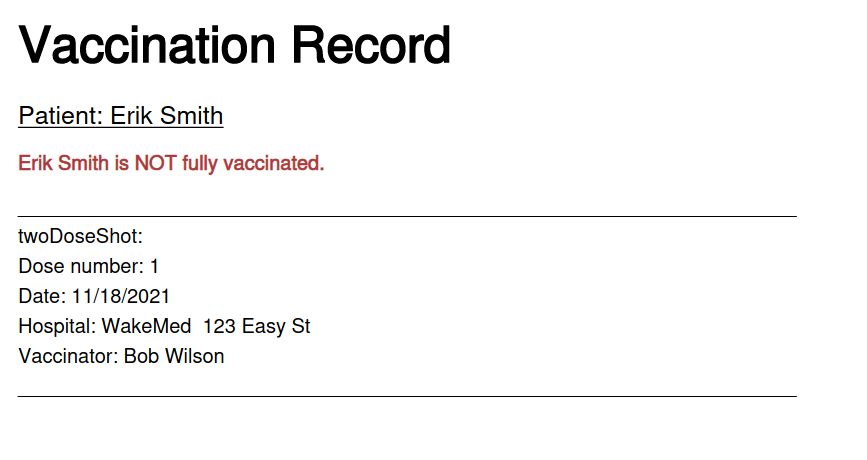 Vaccination Record
Patient: Erik Smith
Erik Smith is NOT fully vaccinated.
twoDoseShot:
Dose number: 1
Date: 11/18/2021
Hospital: WakeMed  123 Easy St
Vaccinator: Bob Wilson